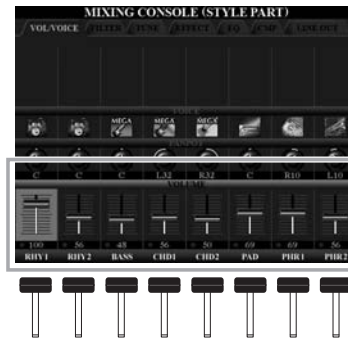 MIXING CONSOLE (STYLE PART)
VOL/VOICE FILTER TUNE EFFECT EQ CMP LINE OUT
VOICE
MEGA MEGA MEGA
PANPOT
C C C L32 R32 C R10 L10
VOLUME
100 56 48 56 50 69 69 56
RHY1 RHY2 BASS CHD1 CHD2 PAD PHR1 PHR2